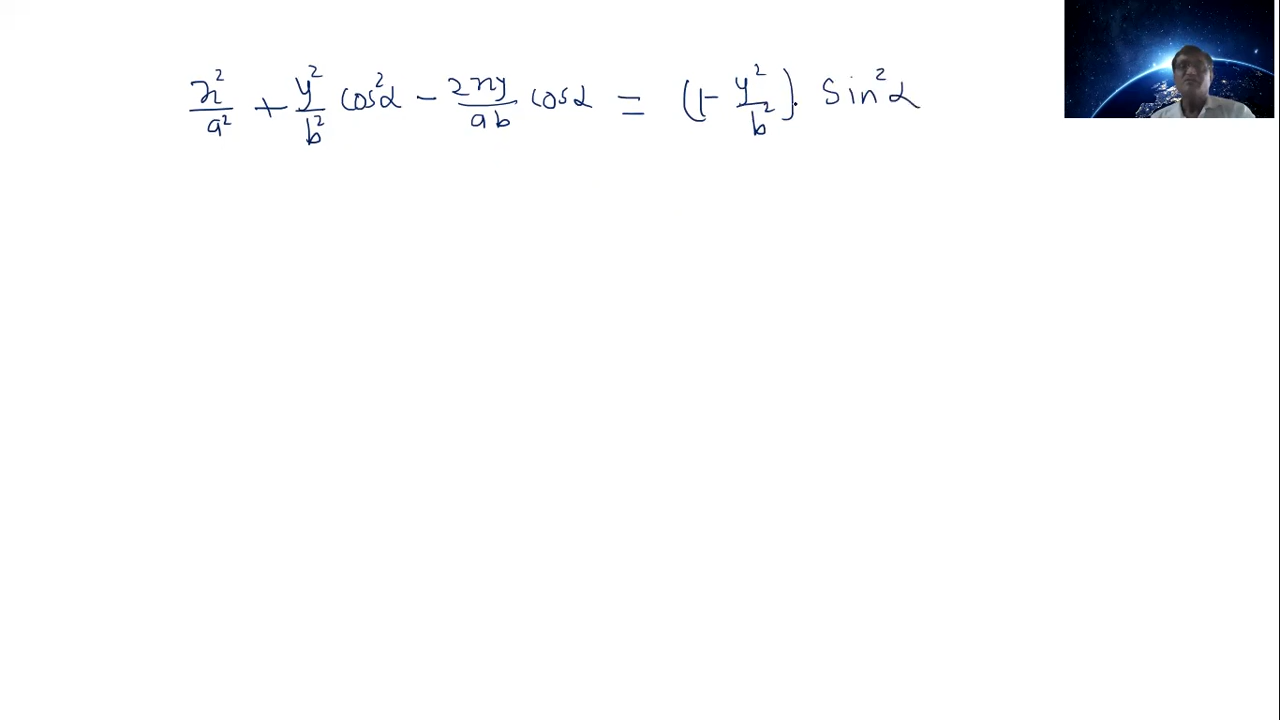 x²/a² + y²/b² cos²α − 2xy/ab cosα = (1 − y²/b²). Sin²α